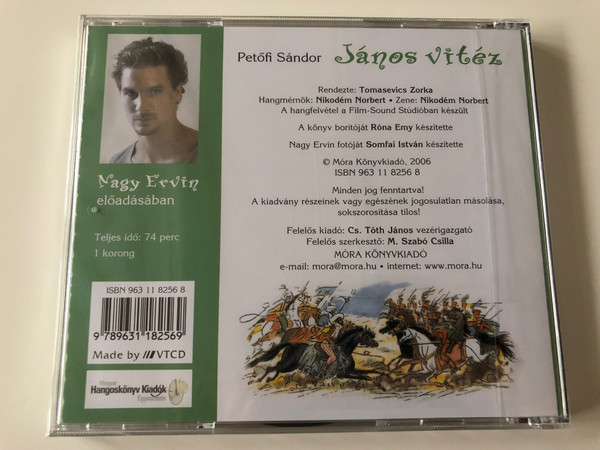 Petőfi Sándor János vitéz
Rendezte: Tomasevics Zorka
Hangmérnök: Nikodém Norbert • Zene: Nikodém Norbert
A hangfelvétel a Film-Sound Stúdióban készült
A könyv borítóját Róna Emy készítette
Nagy Ervin fotóját Somfai István készítette
© Móra Könyvkiadó, 2006
ISBN 963 11 8256 8
Minden jog fenntartva!
A kiadvány részeinek vagy egészének jogosulatlan másolása,
sokszorosítása tilos!
Felelős kiadó: Cs. Tóth János vezérigazgató
Felelős szerkesztő: M. Szabó Csilla
MÓRA KÖNYVKIADÓ
e-mail: mora@mora.hu • internet: www.mora.hu
Nagy Ervin
előadásában
Teljes idő: 74 perc
1 korong
ISBN 963 11 8256 8
9 789631 182569
Made by VTCD
Hangoskönyv Kiadók